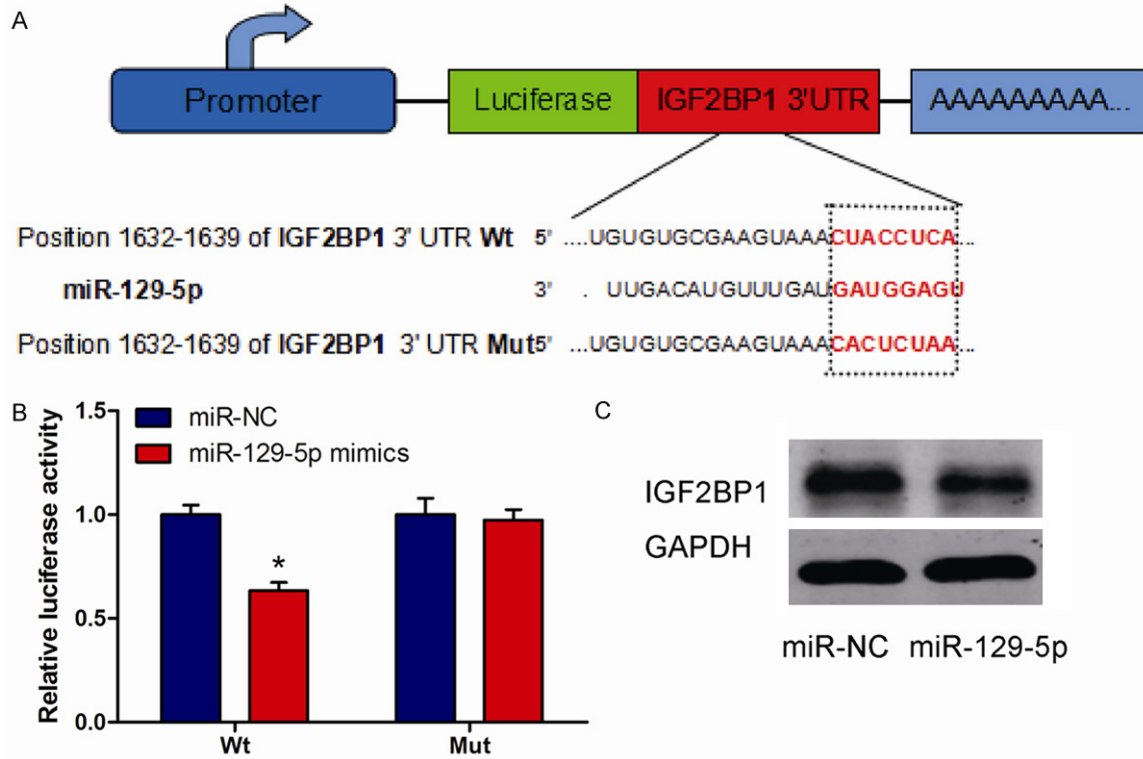 A
Promoter
Luciferase
IGF2BP1 3'UTR
AAAAAAAAA...
Position 1632-1639 of IGF2BP1 3' UTR Wt 5' ....UGUGUGCGAAGUAAACUACCUCA...
miR-129-5p 3' . UUGACAUGUUUGAUGAUGGAGU
Position 1632-1639 of IGF2BP1 3' UTR Mut 5' ...UGUGUGCGAAGUAAACACUCUAA...
B
Relative luciferase activity
1.5
1.0
0.5
0.0
miR-NC
miR-129-5p mimics
*
Wt
Mut
C
IGF2BP1
GAPDH
miR-NC
miR-129-5p